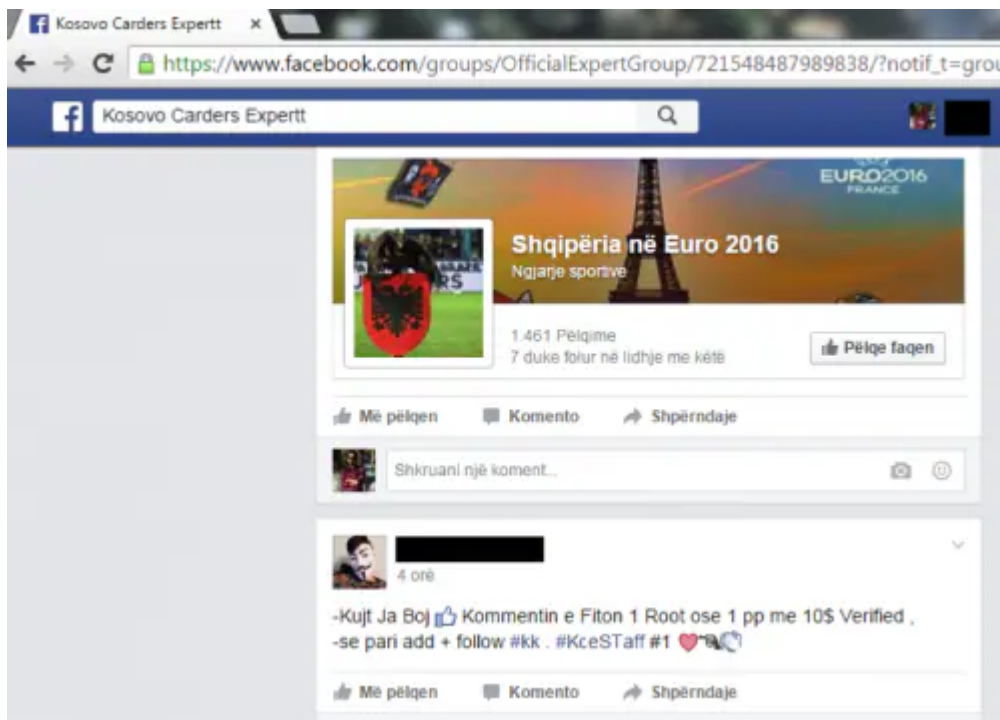 Kosovo Carders Expertt
https://www.facebook.com/groups/OfficialExpertGroup/721548487989838/?notif_t=grou
Kosovo Carders Expertt
EURO2016
FRANCE
Shqipëria në Euro 2016
Ngjarje sportive
1.461 Pëlqime
7 duke folur në lidhje me këtë
Pëlqe faqen
Më pëlqen Komento Shpërndaje
Shkruani një koment...
4 orë
-Kujt Ja Boj Kommentin e Fiton 1 Root ose 1 pp me 10$ Verified ,
-se pari add + follow #kk . #KceSTaff #1
Më pëlqen Komento Shpërndaje